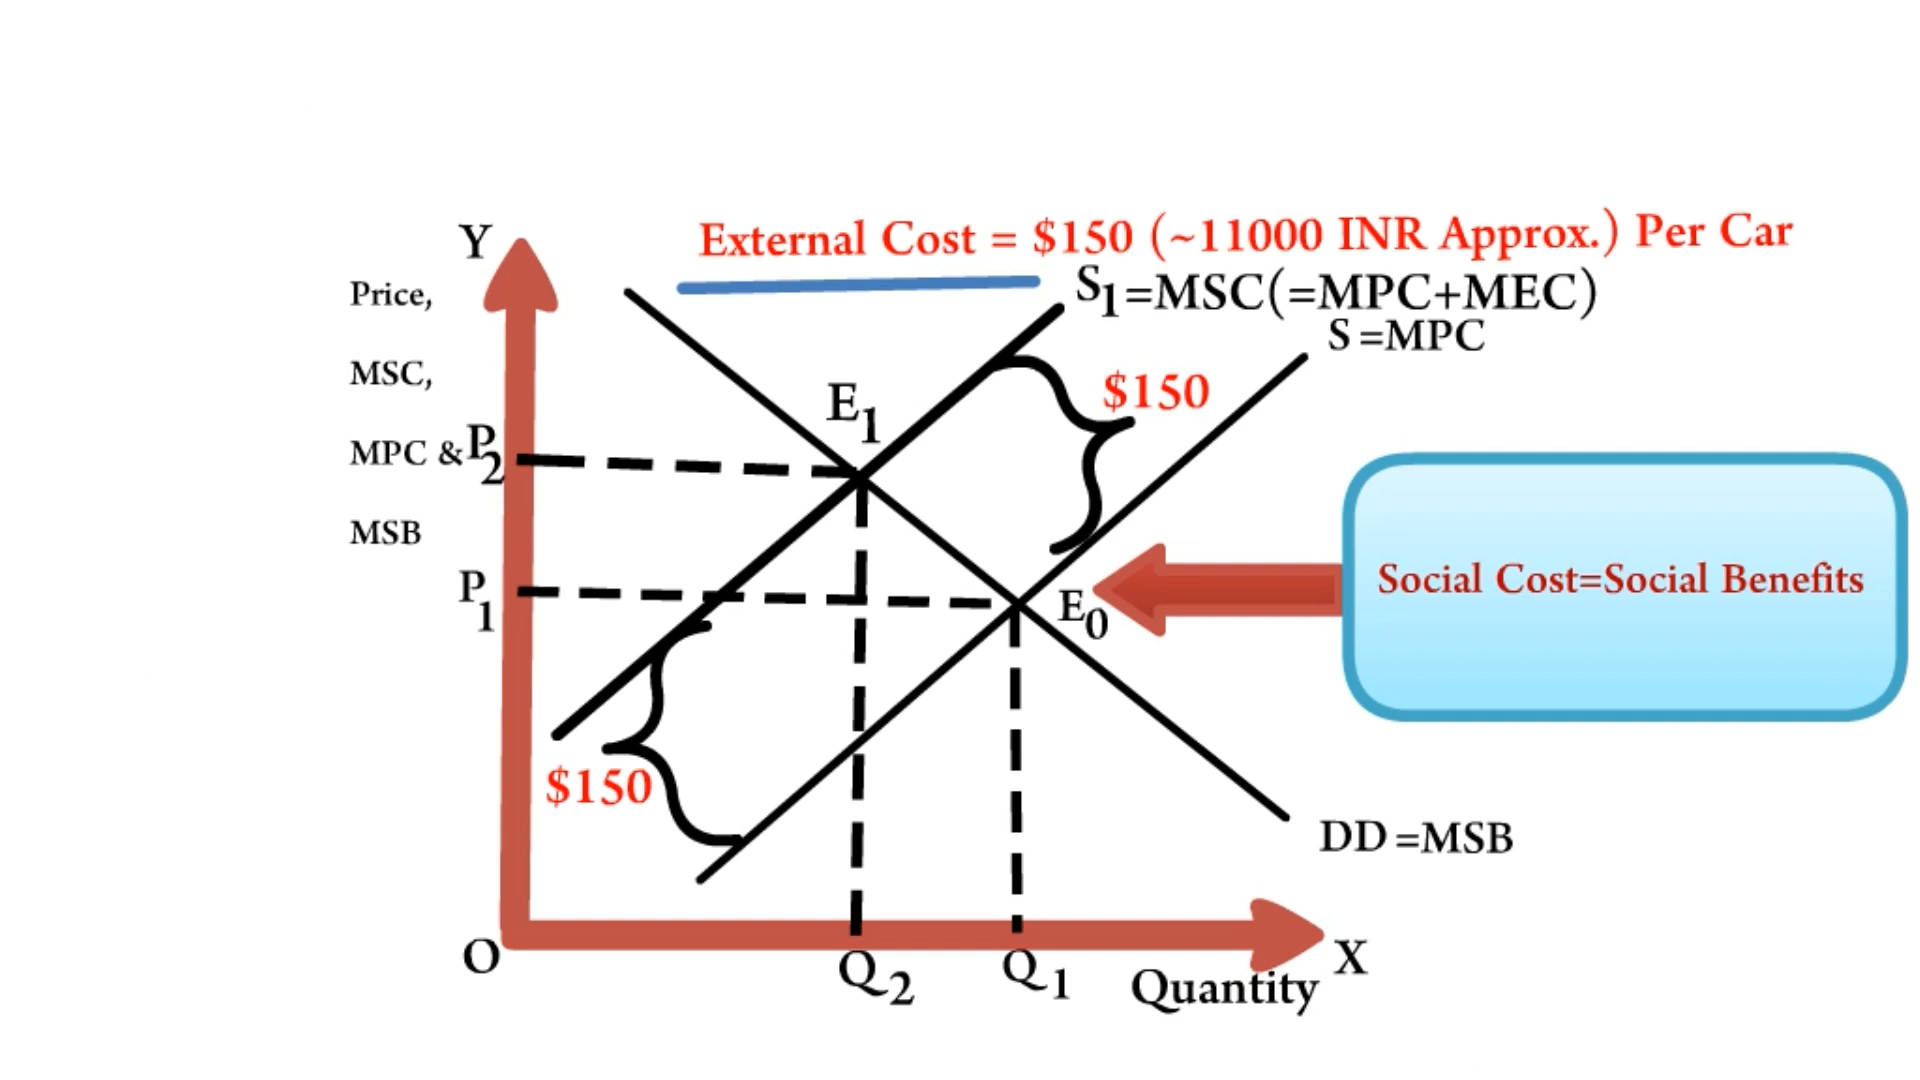 External Cost = $150 (~11000 INR Approx.) Per Car
Y
Price,
MSC,
MPC & P2
MSB
P1
S1=MSC(=MPC+MEC)
S=MPC
$150
E1
E0
Social Cost=Social Benefits
$150
DD=MSB
O
Q2
Q1
Quantity
X